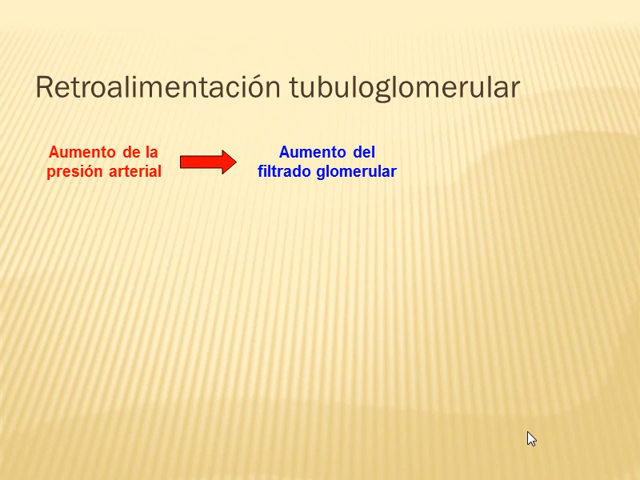 Retroalimentación tubuloglomerular
Aumento de la
presión arterial
Aumento del
filtrado glomerular